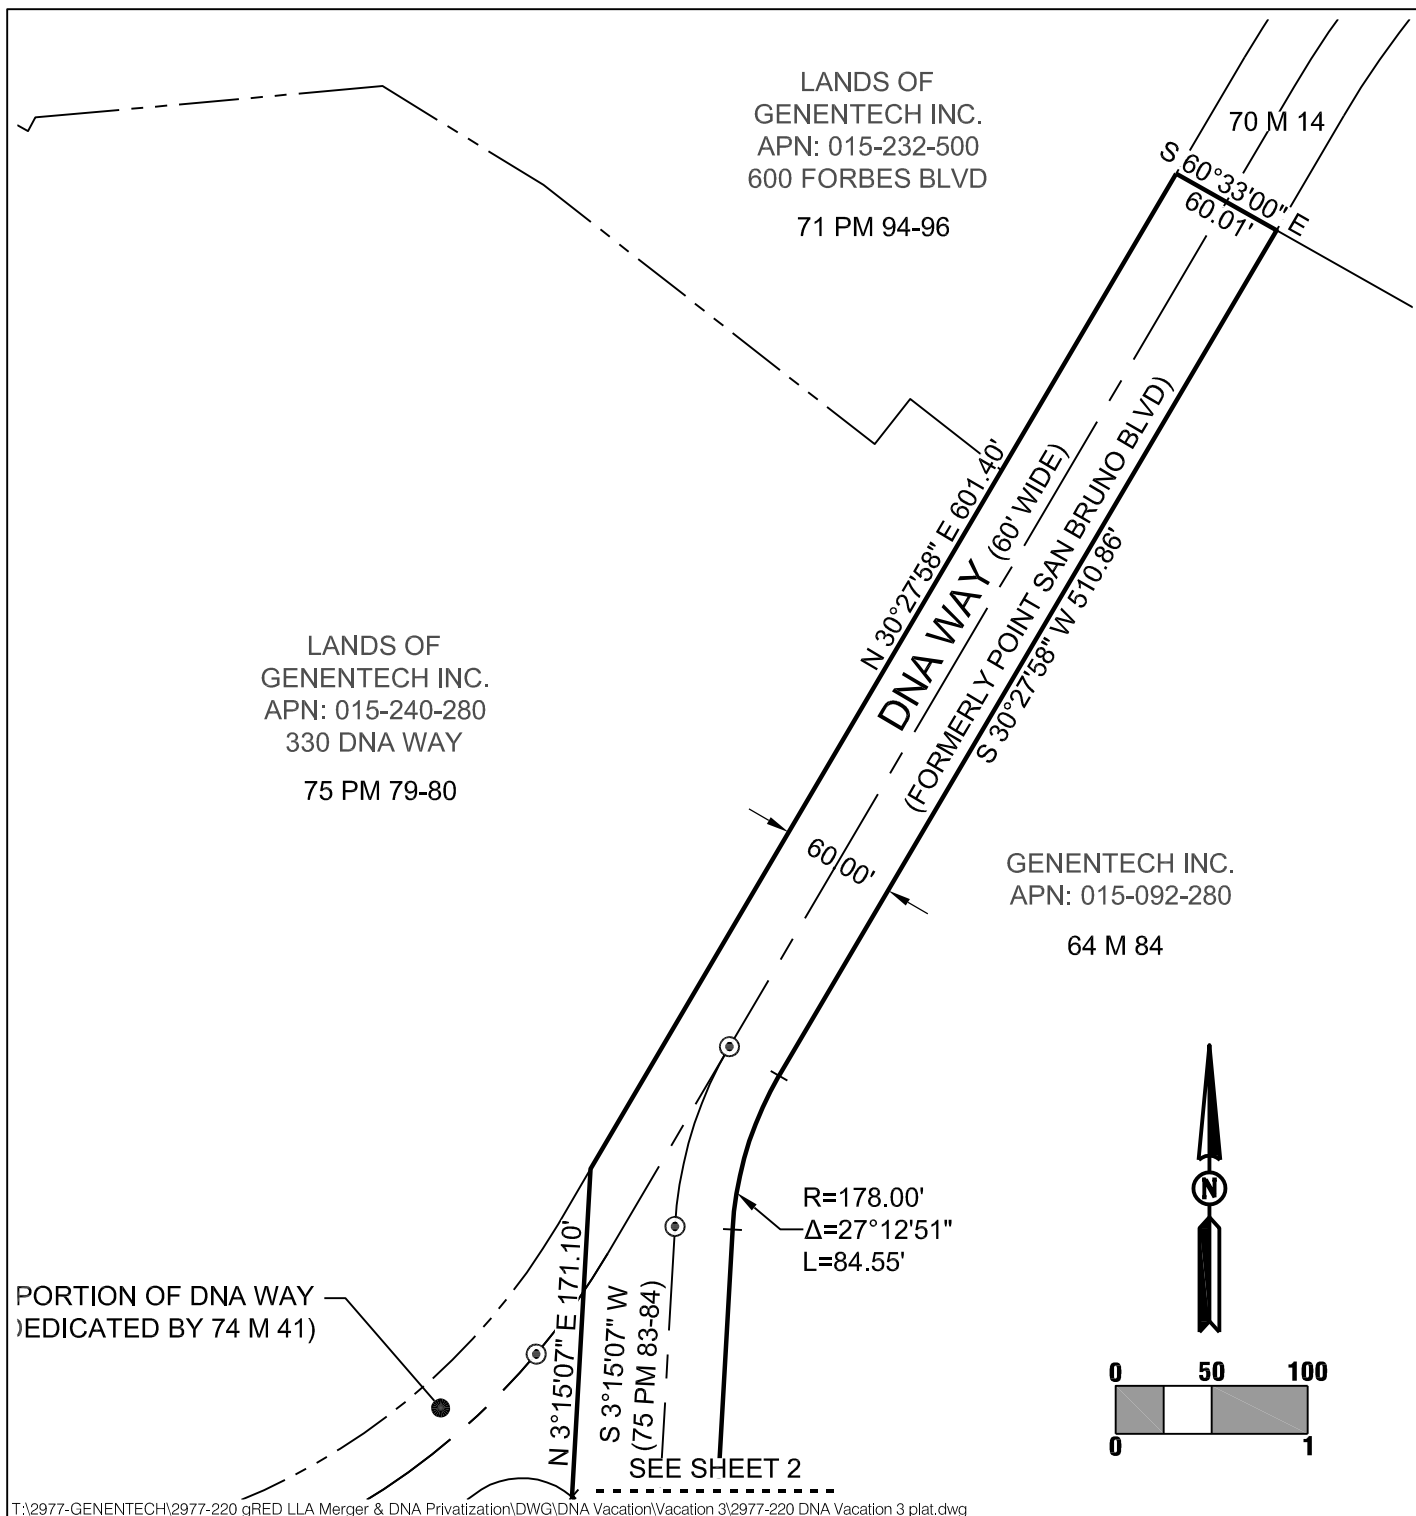 LANDS OF
GENENTECH INC.
APN: 015-232-500
600 FORBES BLVD
71 PM 94-96
70 M 14
S 60°33'00" E
60.01'
N 30°27'58" E 601.40'
DNA WAY (60' WIDE)
(FORMERLY POINT SAN BRUNO BLVD)
S 30°27'58" W 510.86'
LANDS OF
GENENTECH INC.
APN: 015-240-280
330 DNA WAY
75 PM 79-80
60.00'
GENENTECH INC.
APN: 015-092-280
64 M 84
R=178.00'
Δ=27°12'51"
L=84.55'
N
PORTION OF DNA WAY
DEDICATED BY 74 M 41)
N 3°15'07" E 171.10'
S 3°15'07" W
(75 PM 83-84)
0 50 100
0 1
SEE SHEET 2
T:\2977-GENENTECH\2977-220 gRED LLA Merger & DNA Privatization\DWG\DNA Vacation\Vacation 3\2977-220 DNA Vacation 3 plat.dwg